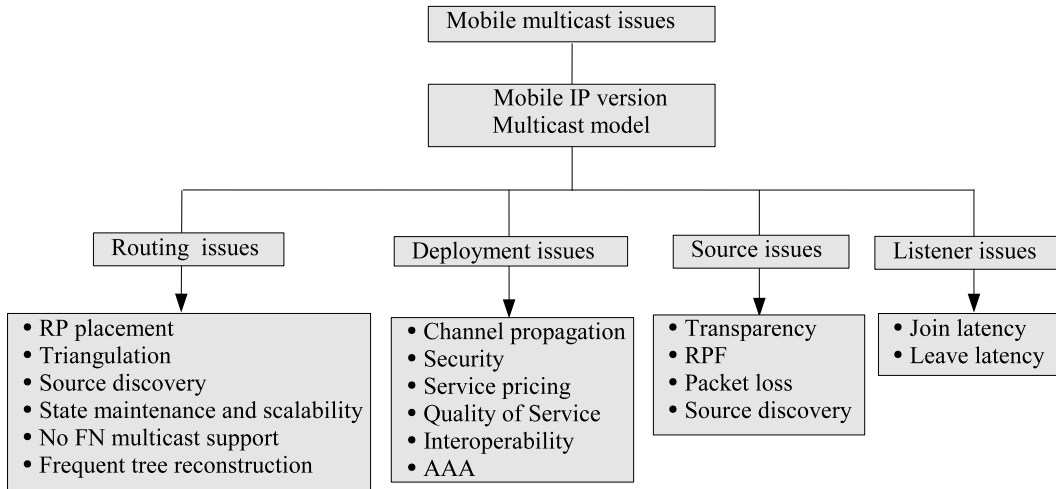 Mobile multicast issues
Mobile IP version
Multicast model
Routing issues
• RP placement
• Triangulation
• Source discovery
• State maintenance and scalability
• No FN multicast support
• Frequent tree reconstruction
Deployment issues
• Channel propagation
• Security
• Service pricing
• Quality of Service
• Interoperability
• AAA
Source issues
• Transparency
• RPF
• Packet loss
• Source discovery
Listener issues
• Join latency
• Leave latency